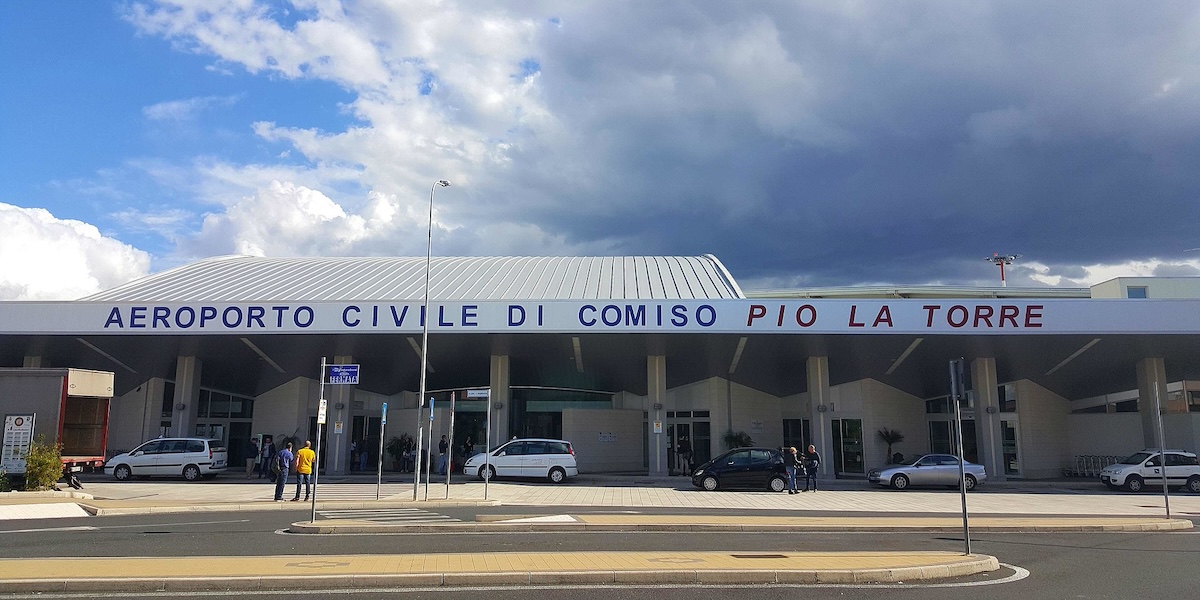 AEROPORTO CIVILE DI COMISO PIO LA TORRE
FERMATA